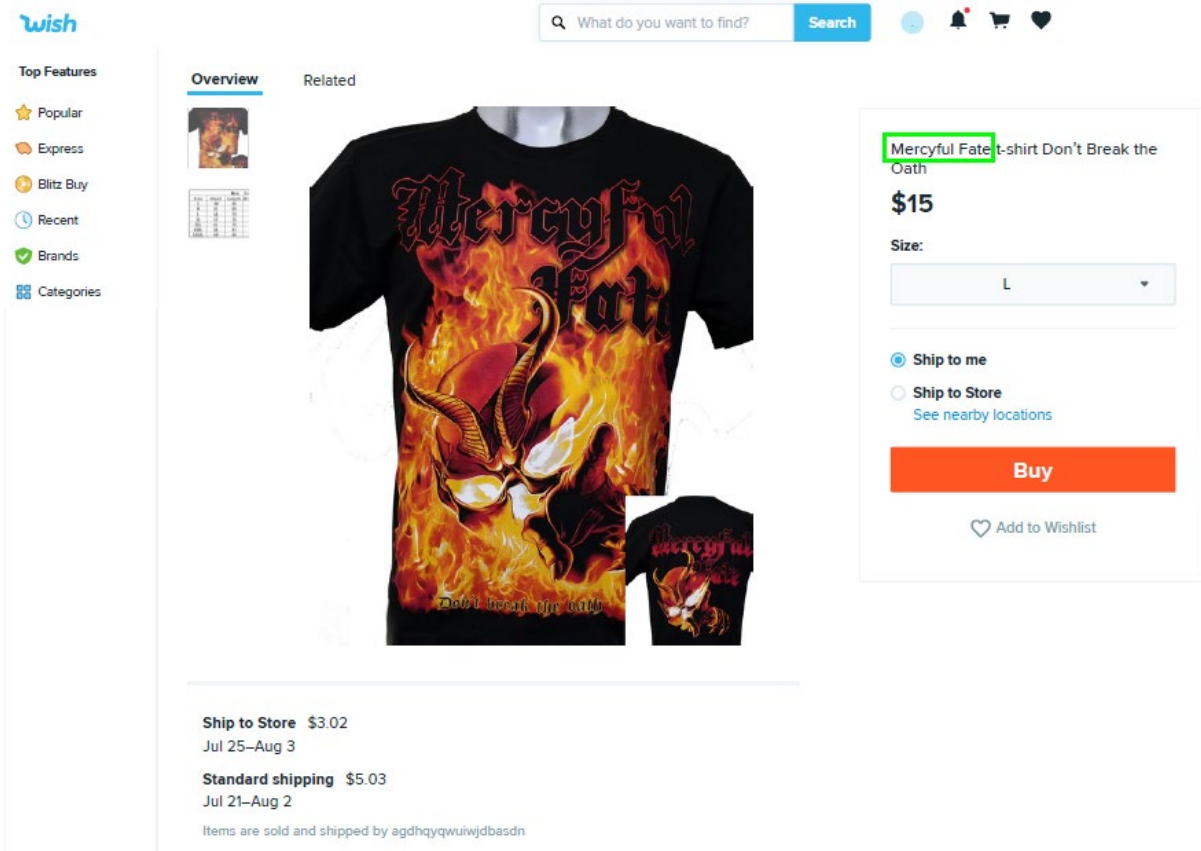 wish
What do you want to find?
Search
Top Features
Popular
Express
Blitz Buy
Recent
Brands
Categories
Overview
Related
Mercyful
Fate
Don't break the oath
Mercyful
Fate
Mercyful Fate t-shirt Don't Break the
Oath
$15
Size:
L
Ship to me
Ship to Store
See nearby locations
Buy
Add to Wishlist
Ship to Store $3.02
Jul 25–Aug 3
Standard shipping $5.03
Jul 21–Aug 2
Items are sold and shipped by agdhqyqwuiwjdbasdn